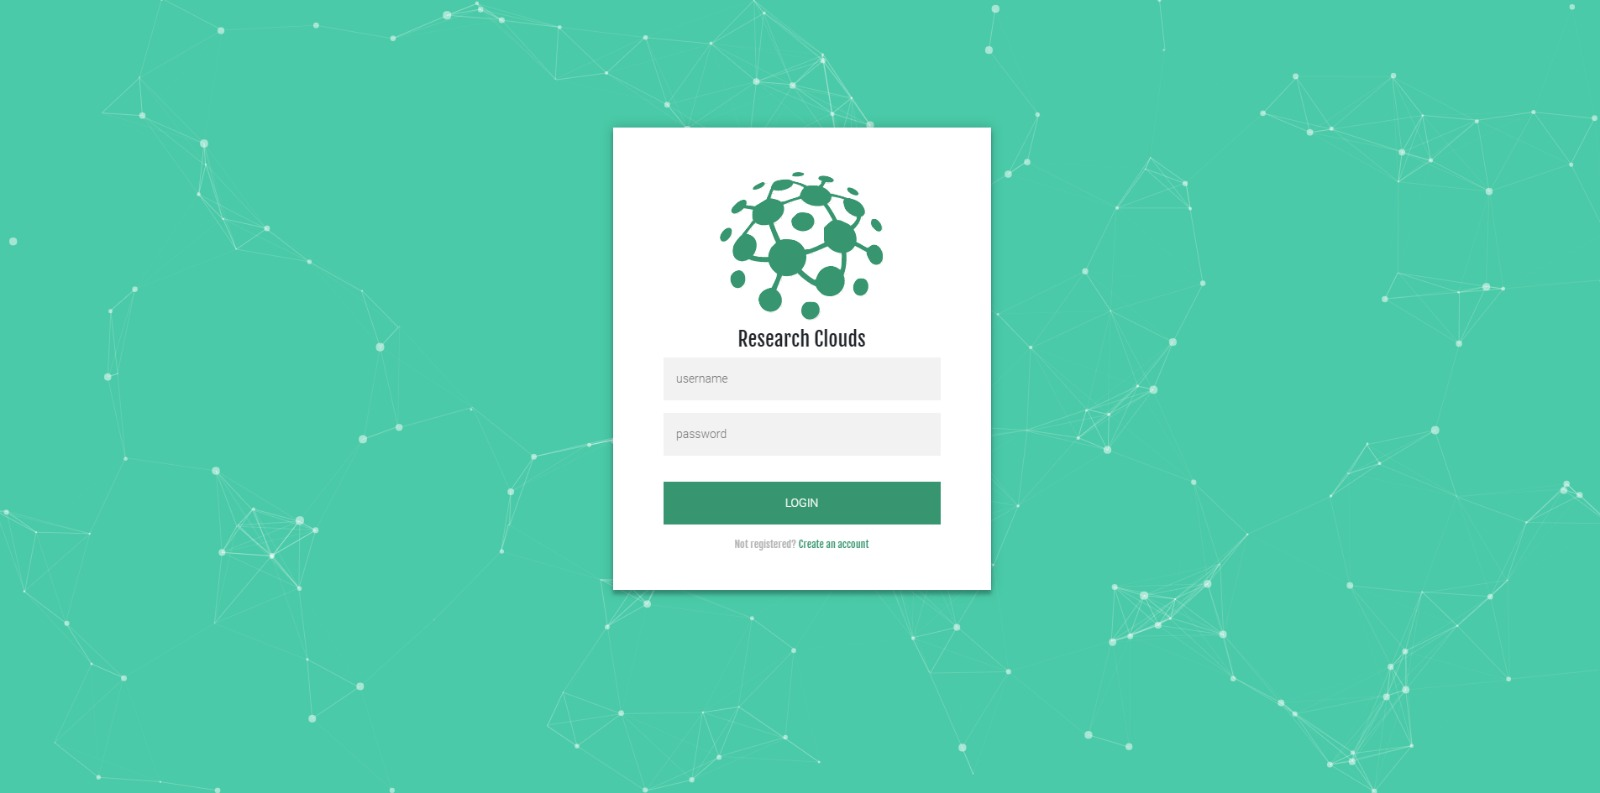 Research Clouds
username
password
LOGIN
Not registered? Create an account